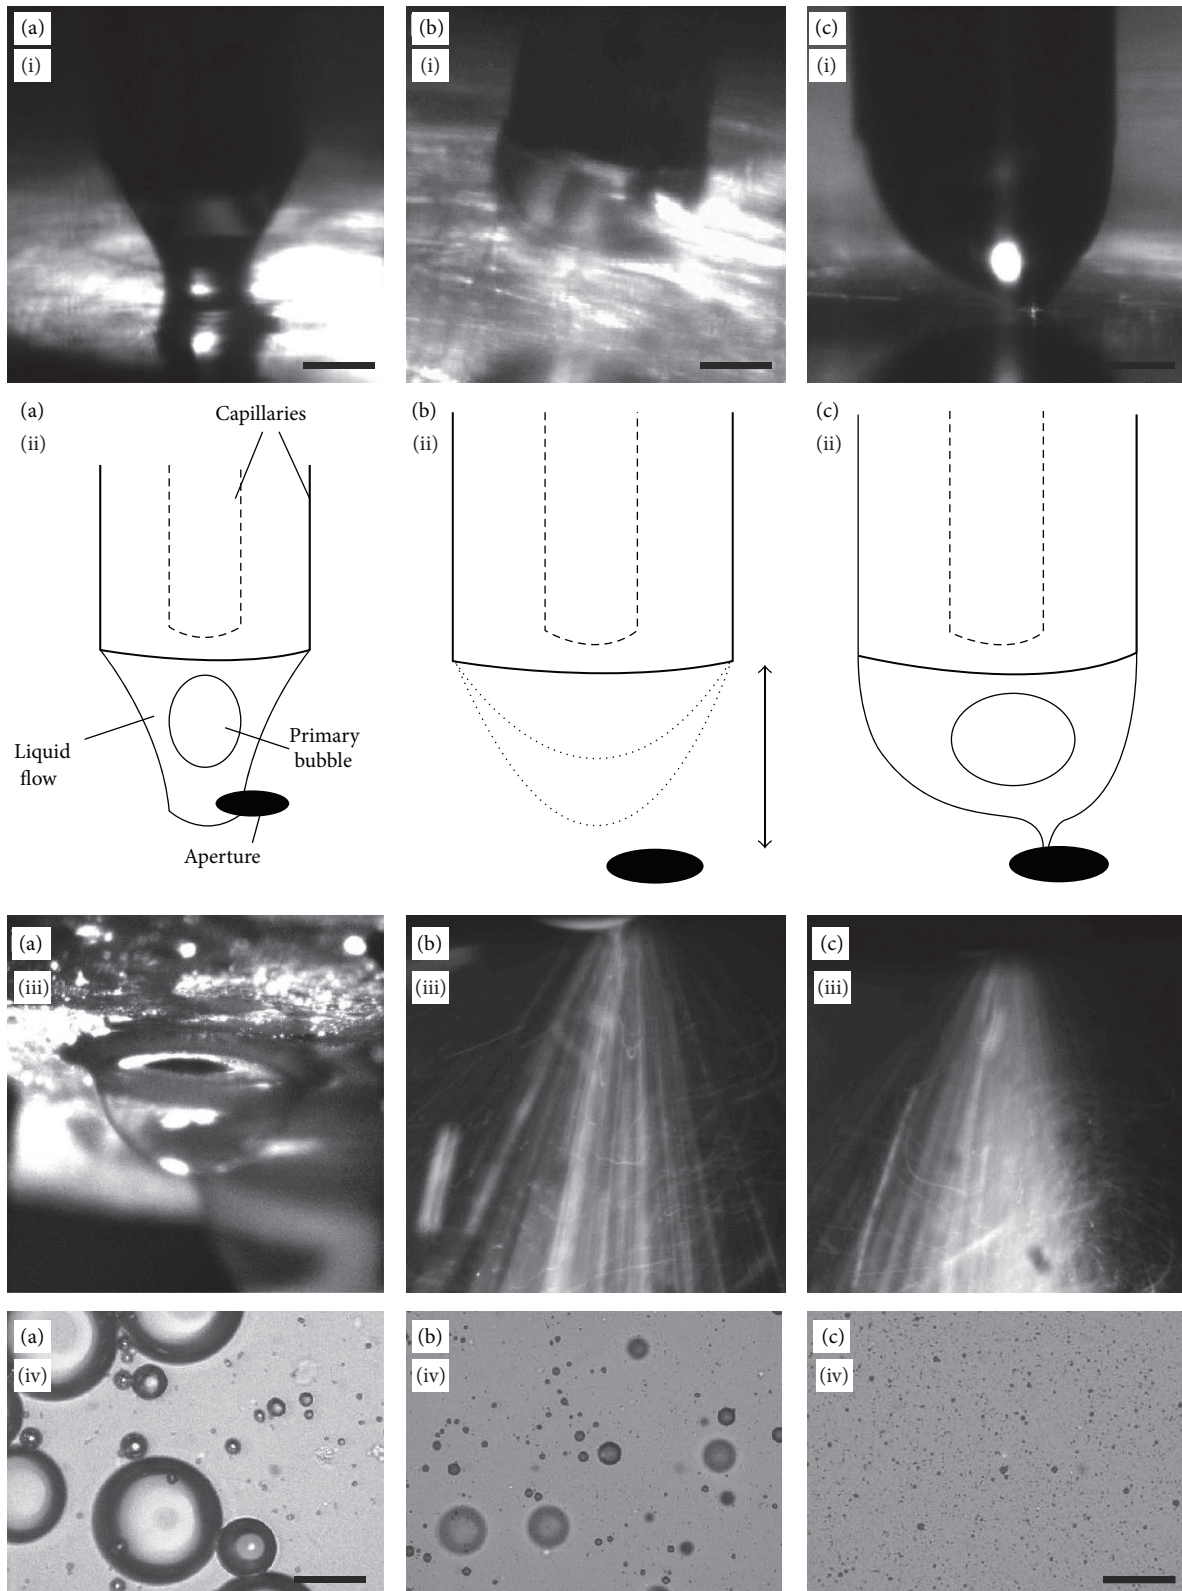 (a)
(i)
(b)
(i)
(c)
(i)
(a)
(ii)
Capillaries
Liquid
flow
Primary
bubble
Aperture
(b)
(ii)
(c)
(ii)
(a)
(iii)
(b)
(iii)
(c)
(iii)
(a)
(iv)
(b)
(iv)
(c)
(iv)